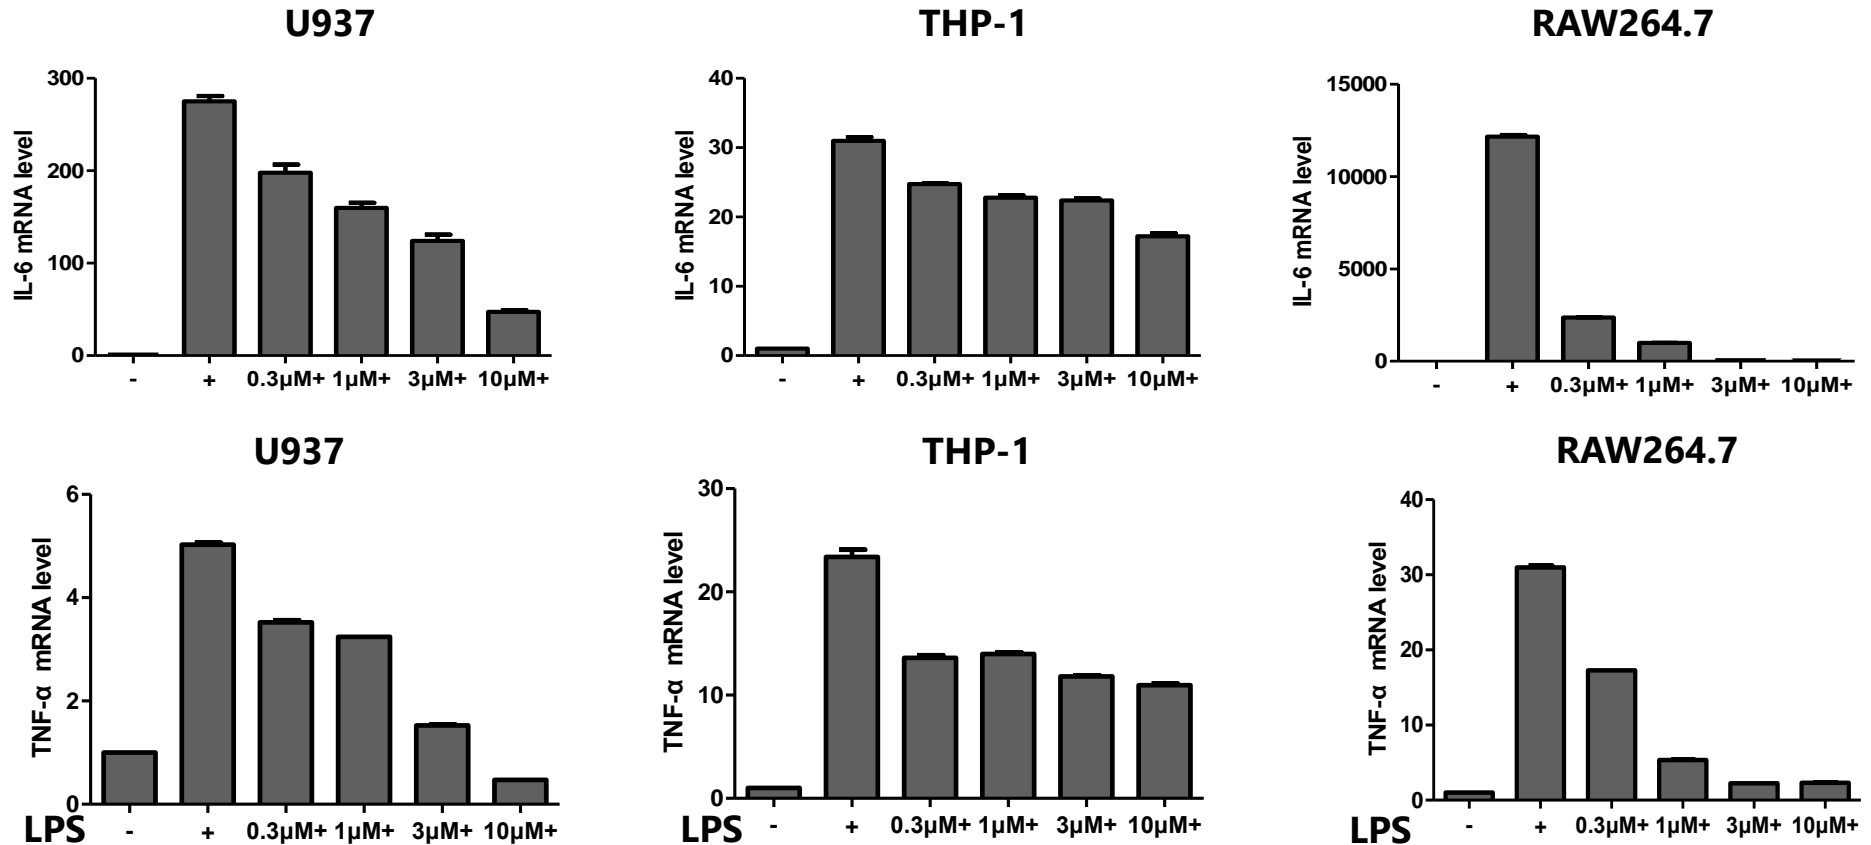 U937
IL-6 mRNA level
300
200
100
0
- + 0.3μM+ 1μM+ 3μM+ 10μM+
THP-1
IL-6 mRNA level
40
30
20
10
0
- + 0.3μM+ 1μM+ 3μM+ 10μM+
RAW264.7
IL-6 mRNA level
15000
10000
5000
0
- + 0.3μM+ 1μM+ 3μM+ 10μM+
U937
TNF-α mRNA level
6
4
2
0
LPS - + 0.3μM+ 1μM+ 3μM+ 10μM+
THP-1
TNF-α mRNA level
30
20
10
0
LPS - + 0.3μM+ 1μM+ 3μM+ 10μM+
RAW264.7
TNF-α mRNA level
40
30
20
10
0
LPS - + 0.3μM+ 1μM+ 3μM+ 10μM+